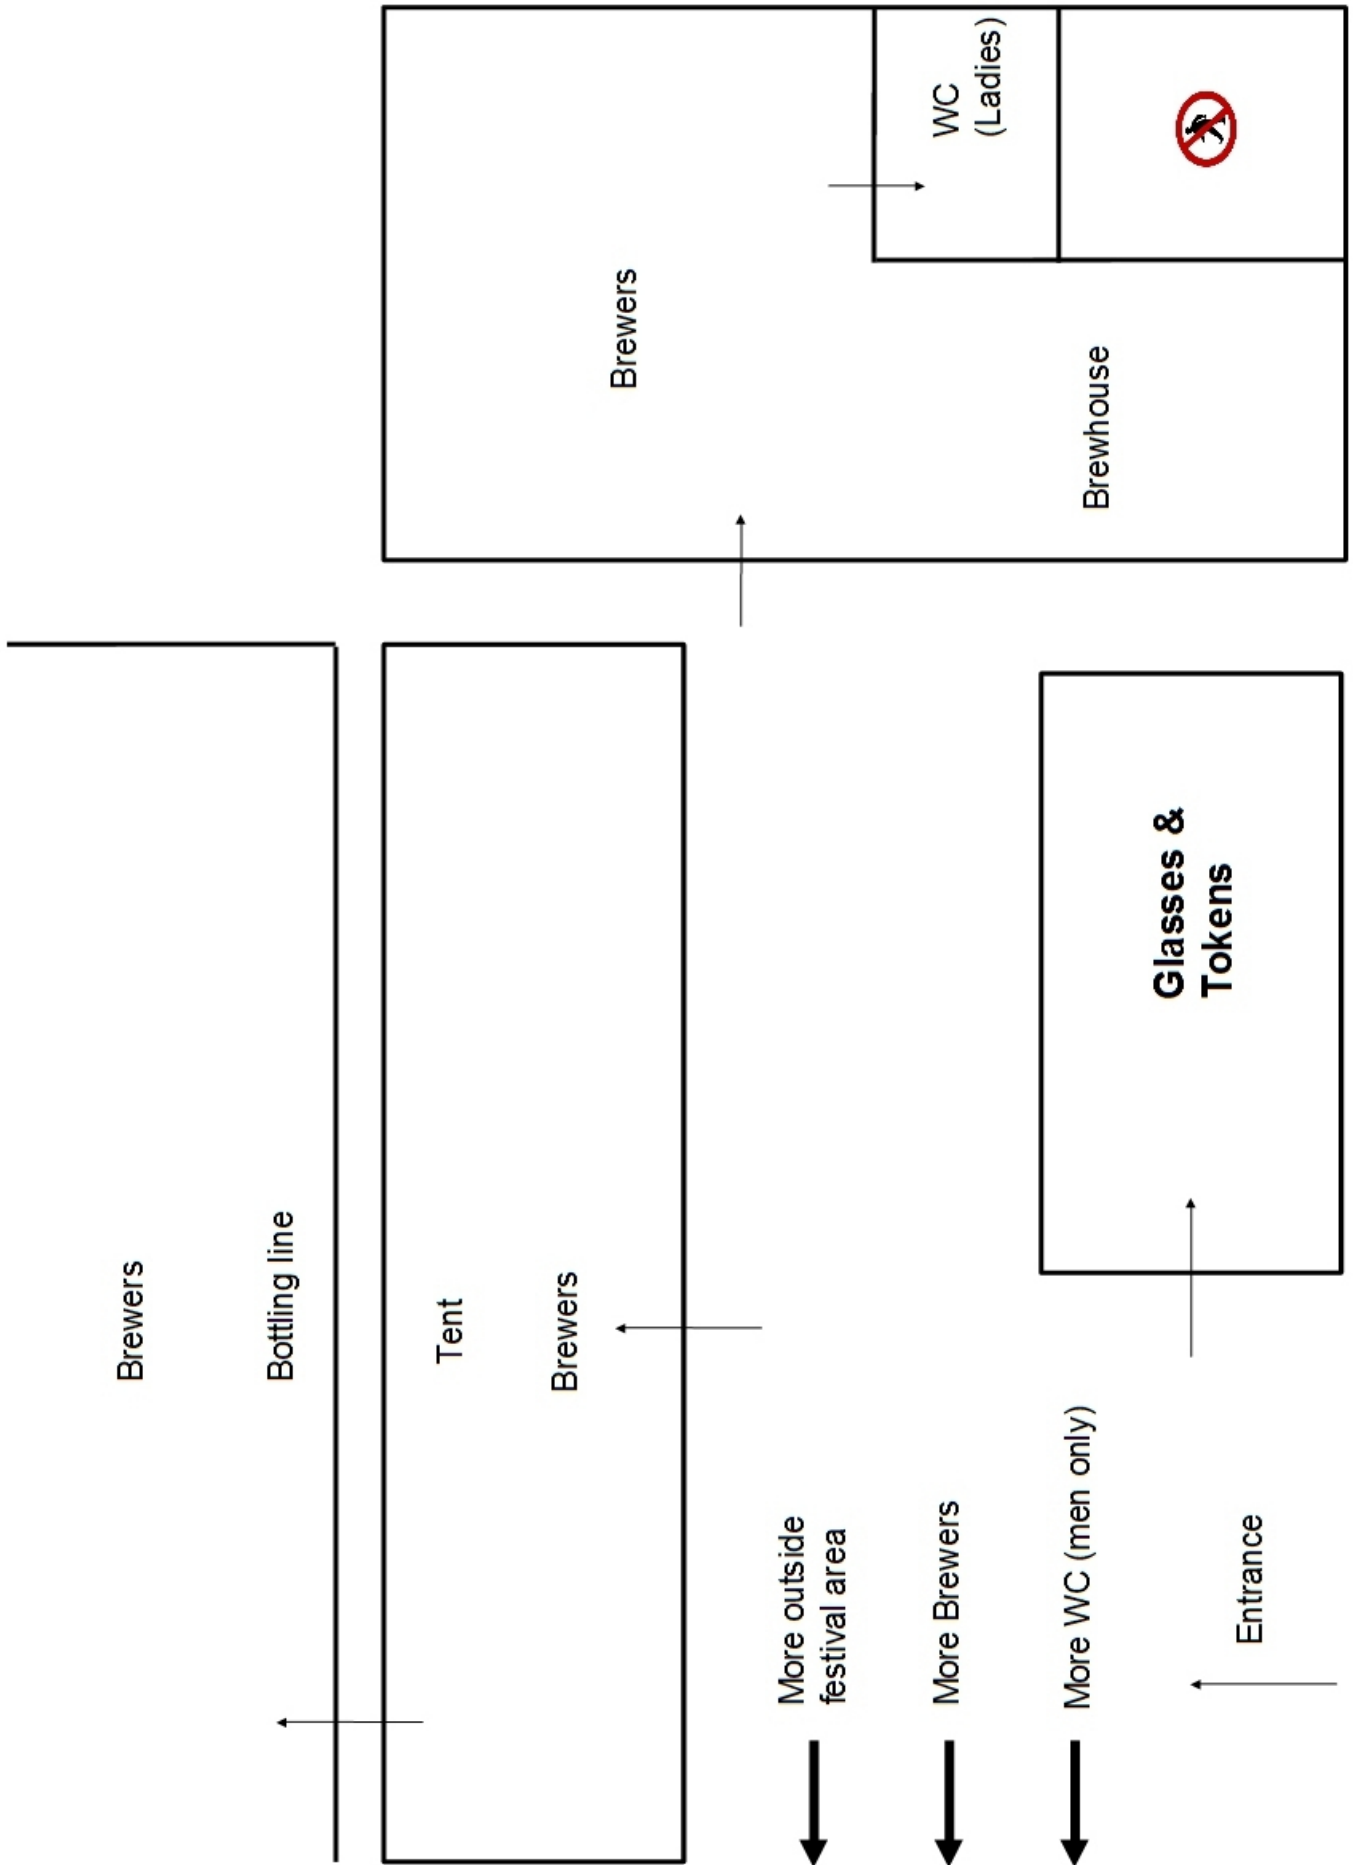 Brewers
Bottling line
Tent
Brewers
Brewers
WC
(Ladies)
Brewhouse
More outside
festival area
More Brewers
More WC (men only)
Entrance
Glasses &
Tokens